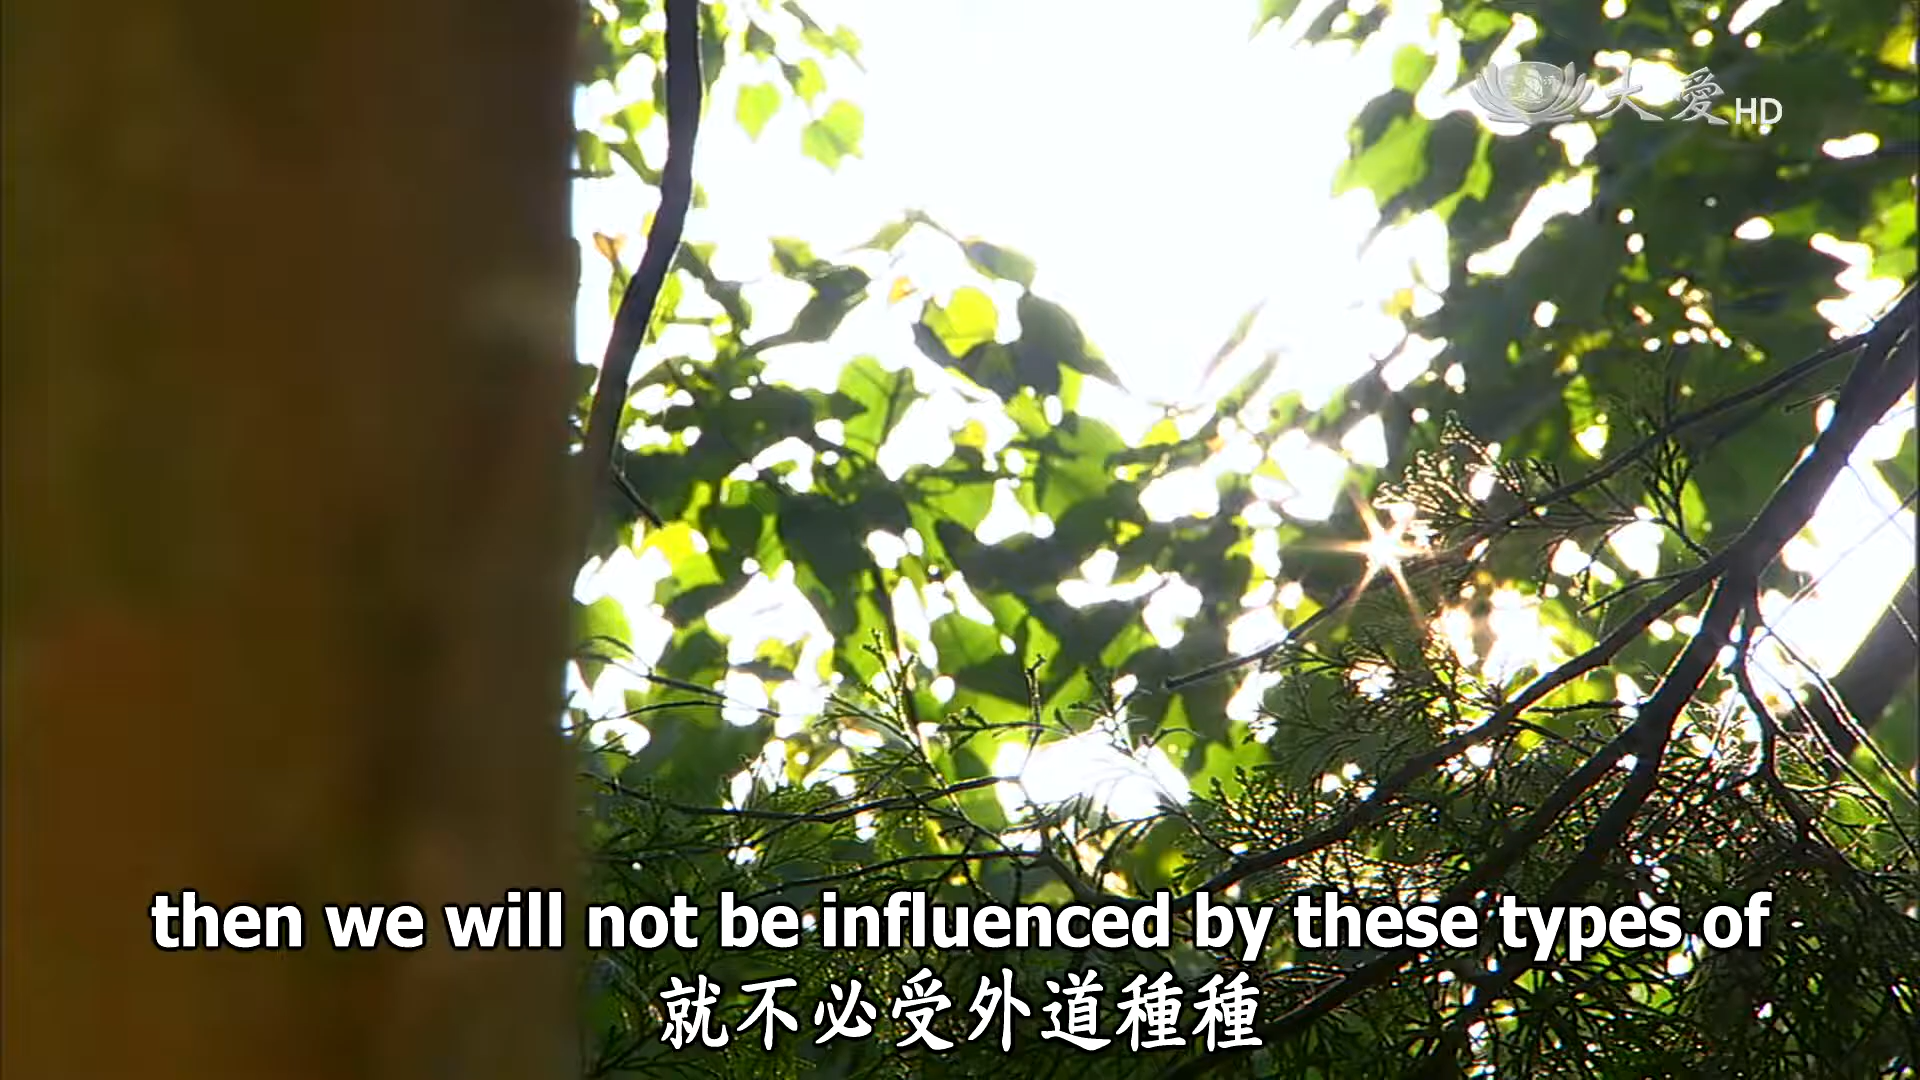 大愛HD
then we will not be influenced by these types of
就不必受外道種種